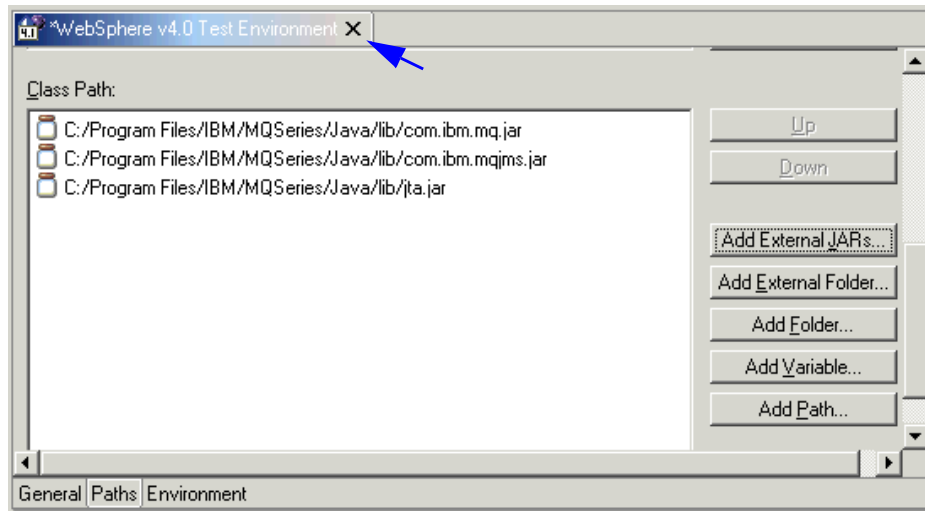 *WebSphere v4.0 Test Environment
Class Path:
C:/Program Files/IBM/MQSeries/Java/lib/com.ibm.mq.jar
C:/Program Files/IBM/MQSeries/Java/lib/com.ibm.mqjms.jar
C:/Program Files/IBM/MQSeries/Java/lib/jta.jar
Up
Down
Add External JARs...
Add External Folder...
Add Folder...
Add Variable...
Add Path...
General Paths Environment